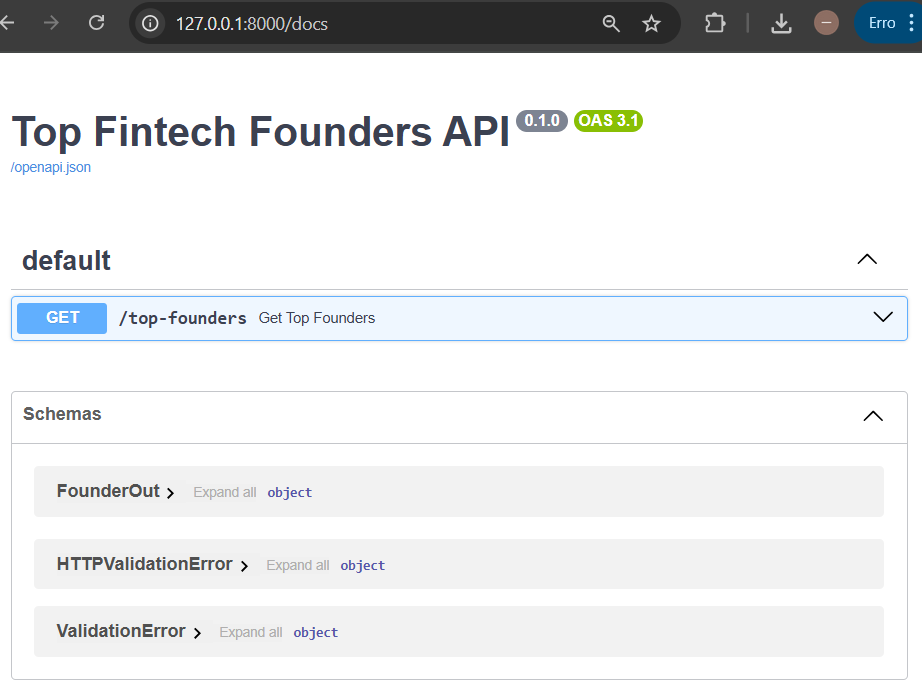 127.0.0.1:8000/docs
Erro
Top Fintech Founders API 0.1.0 OAS 3.1
/openapi.json
default
GET /top-founders Get Top Founders
Schemas
FounderOut Expand all object
HTTPValidationError Expand all object
ValidationError Expand all object